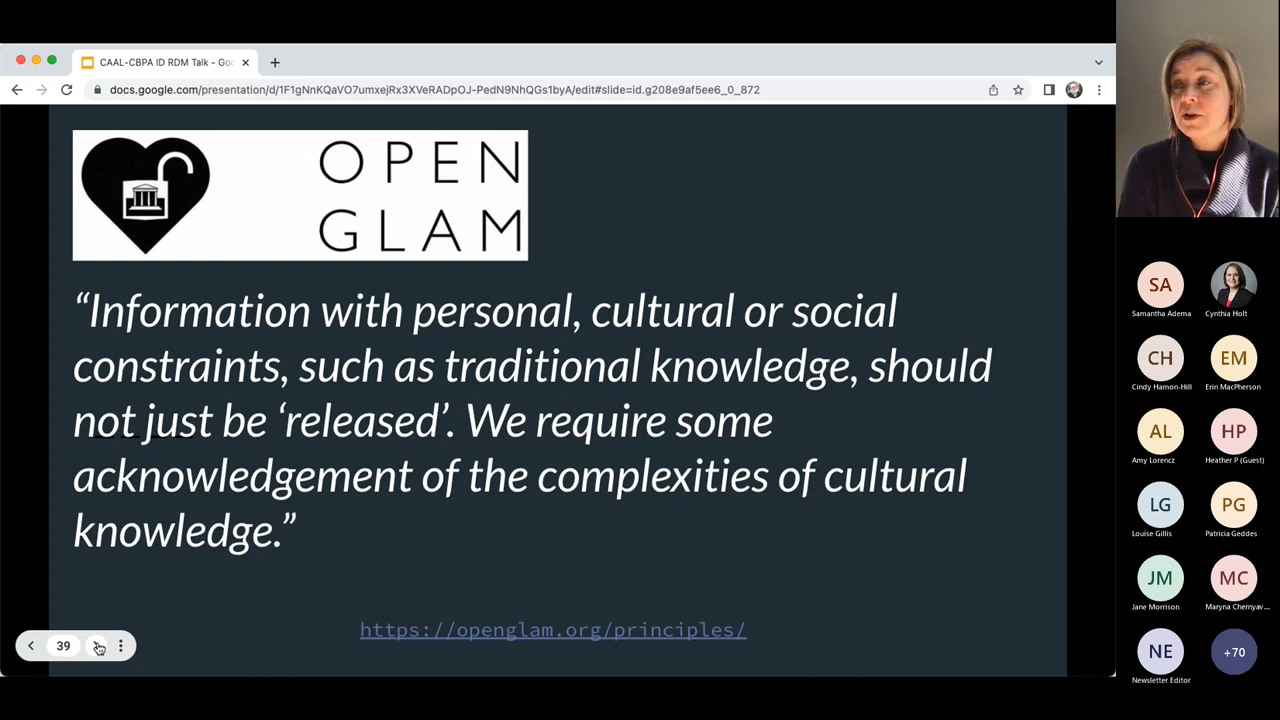 CAAL-CBPA ID RDM Talk - Goo
docs.google.com/presentation/d/1F1gNnKQaVO7umxejRx3XVeRADpOJ-PedN9NhQGs1byA/edit#slide=id.g208e9af5ee6_0_872
OPEN
GLAM
“Information with personal, cultural or social
constraints, such as traditional knowledge, should
not just be ‘released’. We require some
acknowledgement of the complexities of cultural
knowledge.”
https://openglam.org/principles/
39
SA
Samantha Adema
Cynthia Holt
CH
Cindy Hamon-Hill
EM
Erin MacPherson
AL
Amy Lorencz
HP
Heather P (Guest)
LG
Louise Gillis
PG
Patricia Geddes
JM
Jane Morrison
MC
Maryna Chernyav...
NE
Newsletter Editor
+70